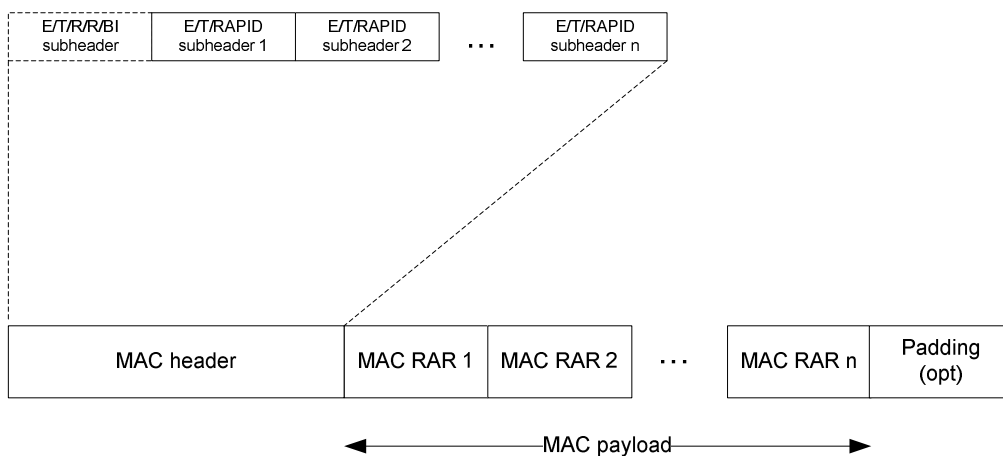 E/T/R/R/BI
subheader
E/T/RAPID
subheader 1
E/T/RAPID
subheader 2
...
E/T/RAPID
subheader n
MAC header
MAC RAR 1
MAC RAR 2
...
MAC RAR n
Padding
(opt)
MAC payload